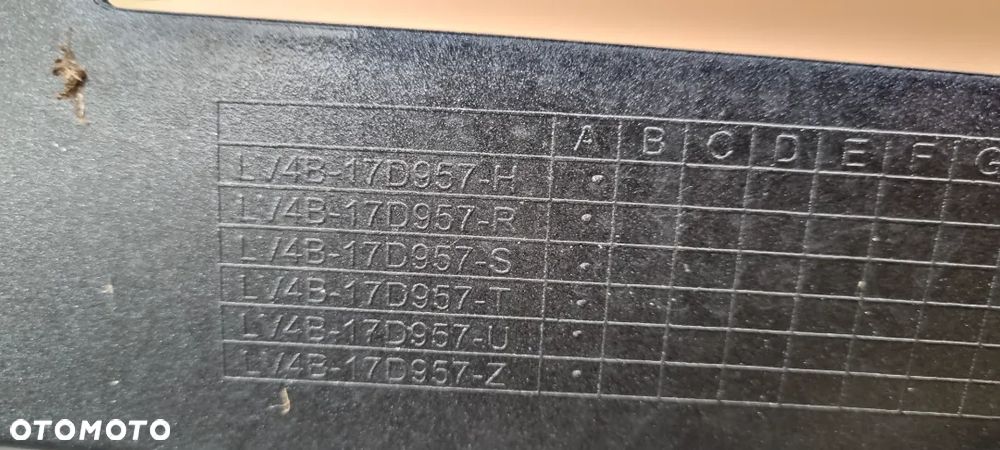 A B C D E F G
LV4B-17D957-H
LV4B-17D957-R
LV4B-17D957-S
LV4B-17D957-T
LV4B-17D957-U
LV4B-17D957-Z
OTOMOTO